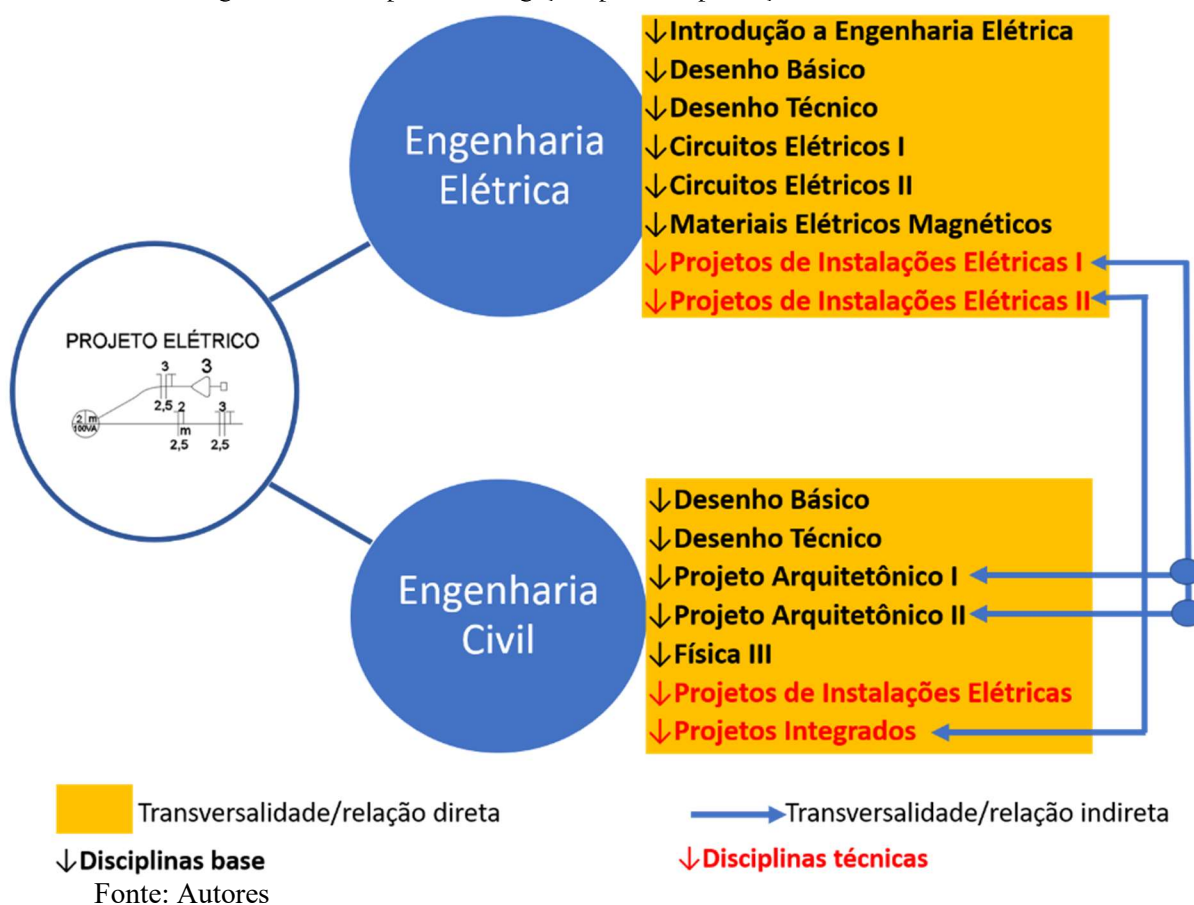 Engenharia
Elétrica
↓Introdução a Engenharia Elétrica
↓Desenho Básico
↓Desenho Técnico
↓Circuitos Elétricos I
↓Circuitos Elétricos II
↓Materiais Elétricos Magnéticos
↓Projetos de Instalações Elétricas I
↓Projetos de Instalações Elétricas II
PROJETO ELÉTRICO
3 3
2,5 2 3
2 m
100VA
m
2,5 2,5
Engenharia
Civil
↓Desenho Básico
↓Desenho Técnico
↓Projeto Arquitetônico I
↓Projeto Arquitetônico II
↓Física III
↓Projetos de Instalações Elétricas
↓Projetos Integrados
Transversalidade/relação direta
Transversalidade/relação indireta
↓Disciplinas base
↓Disciplinas técnicas
Fonte: Autores